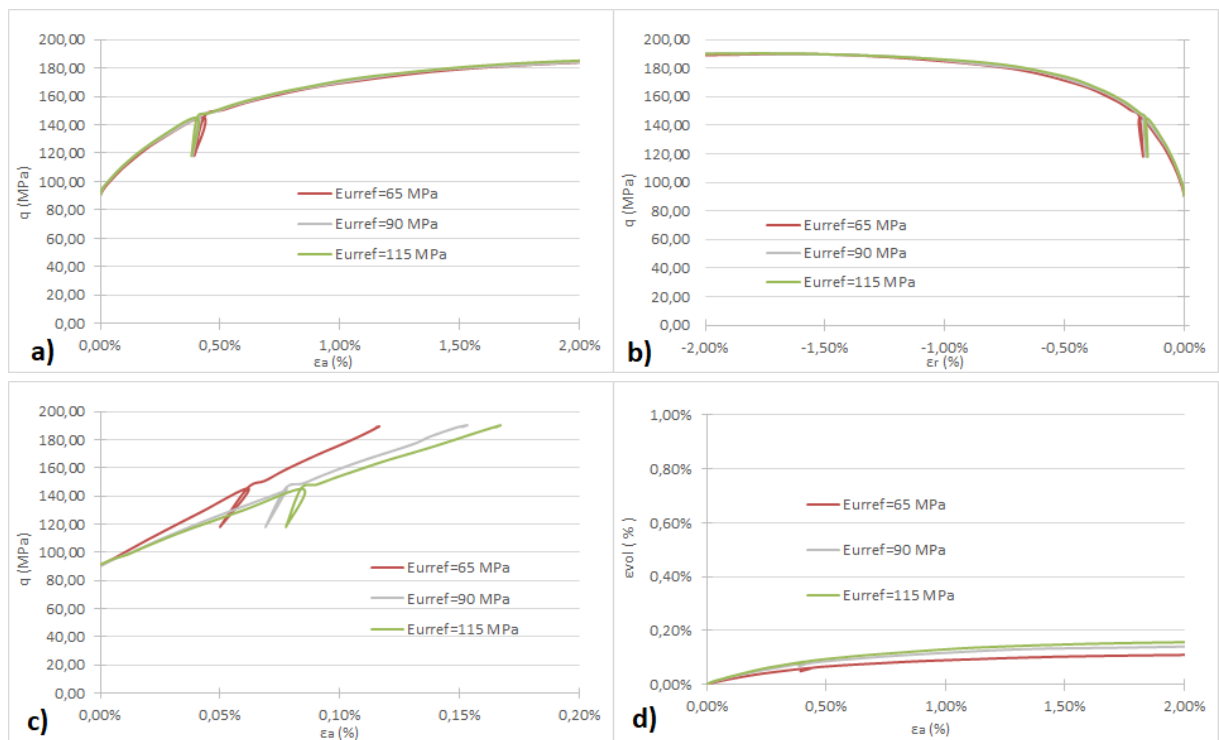 200,00
180,00
160,00
140,00
120,00
100,00
80,00
60,00
40,00
20,00
0,00
q (MPa)
Eurref=65 MPa
Eurref=90 MPa
Eurref=115 MPa
0,00%
0,50%
1,00%
1,50%
2,00%
εa (%)
a)
200,00
180,00
160,00
140,00
120,00
100,00
80,00
60,00
40,00
20,00
0,00
q (MPa)
Eurref=65 MPa
Eurref=90 MPa
Eurref=115 MPa
-2,00%
-1,50%
-1,00%
-0,50%
0,00%
εr (%)
b)
200,00
180,00
160,00
140,00
120,00
100,00
80,00
60,00
40,00
20,00
0,00
q (MPa)
Eurref=65 MPa
Eurref=90 MPa
Eurref=115 MPa
0,00%
0,05%
0,10%
0,15%
0,20%
εa (%)
c)
1,00%
0,80%
0,60%
0,40%
0,20%
0,00%
εvol ( % )
Eurref=65 MPa
Eurref=90 MPa
Eurref=115 MPa
0,00%
0,50%
1,00%
1,50%
2,00%
εa (%)
d)